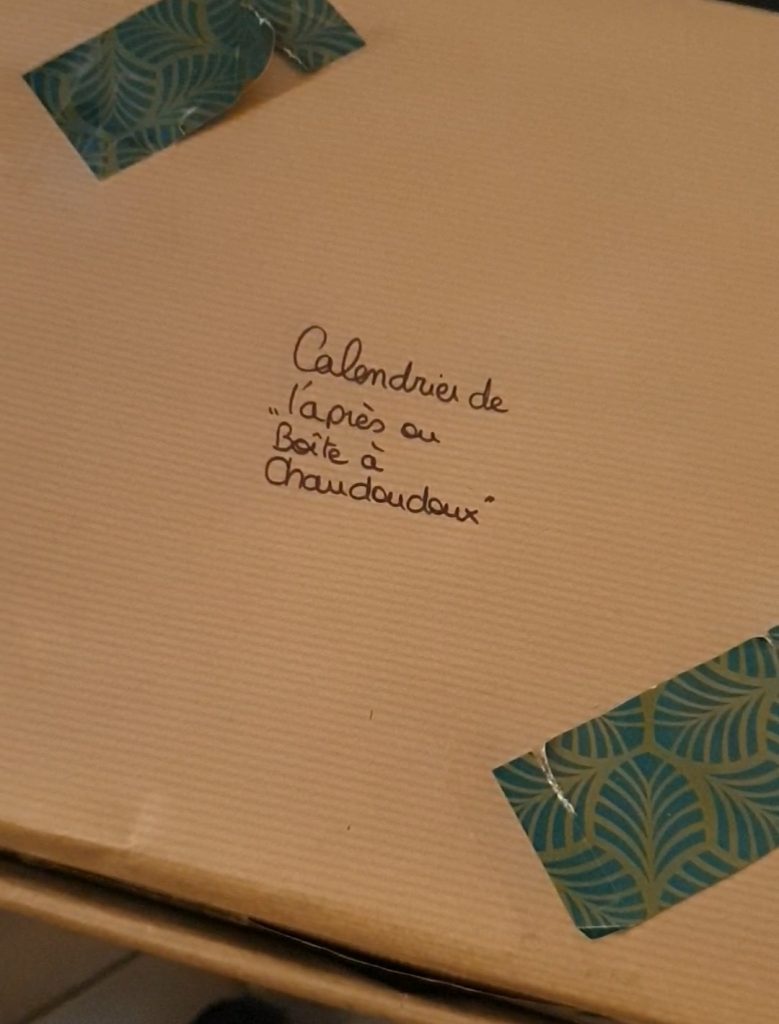 Calendrier de
„l'après ou
Boîte à
Chaudoudoux"